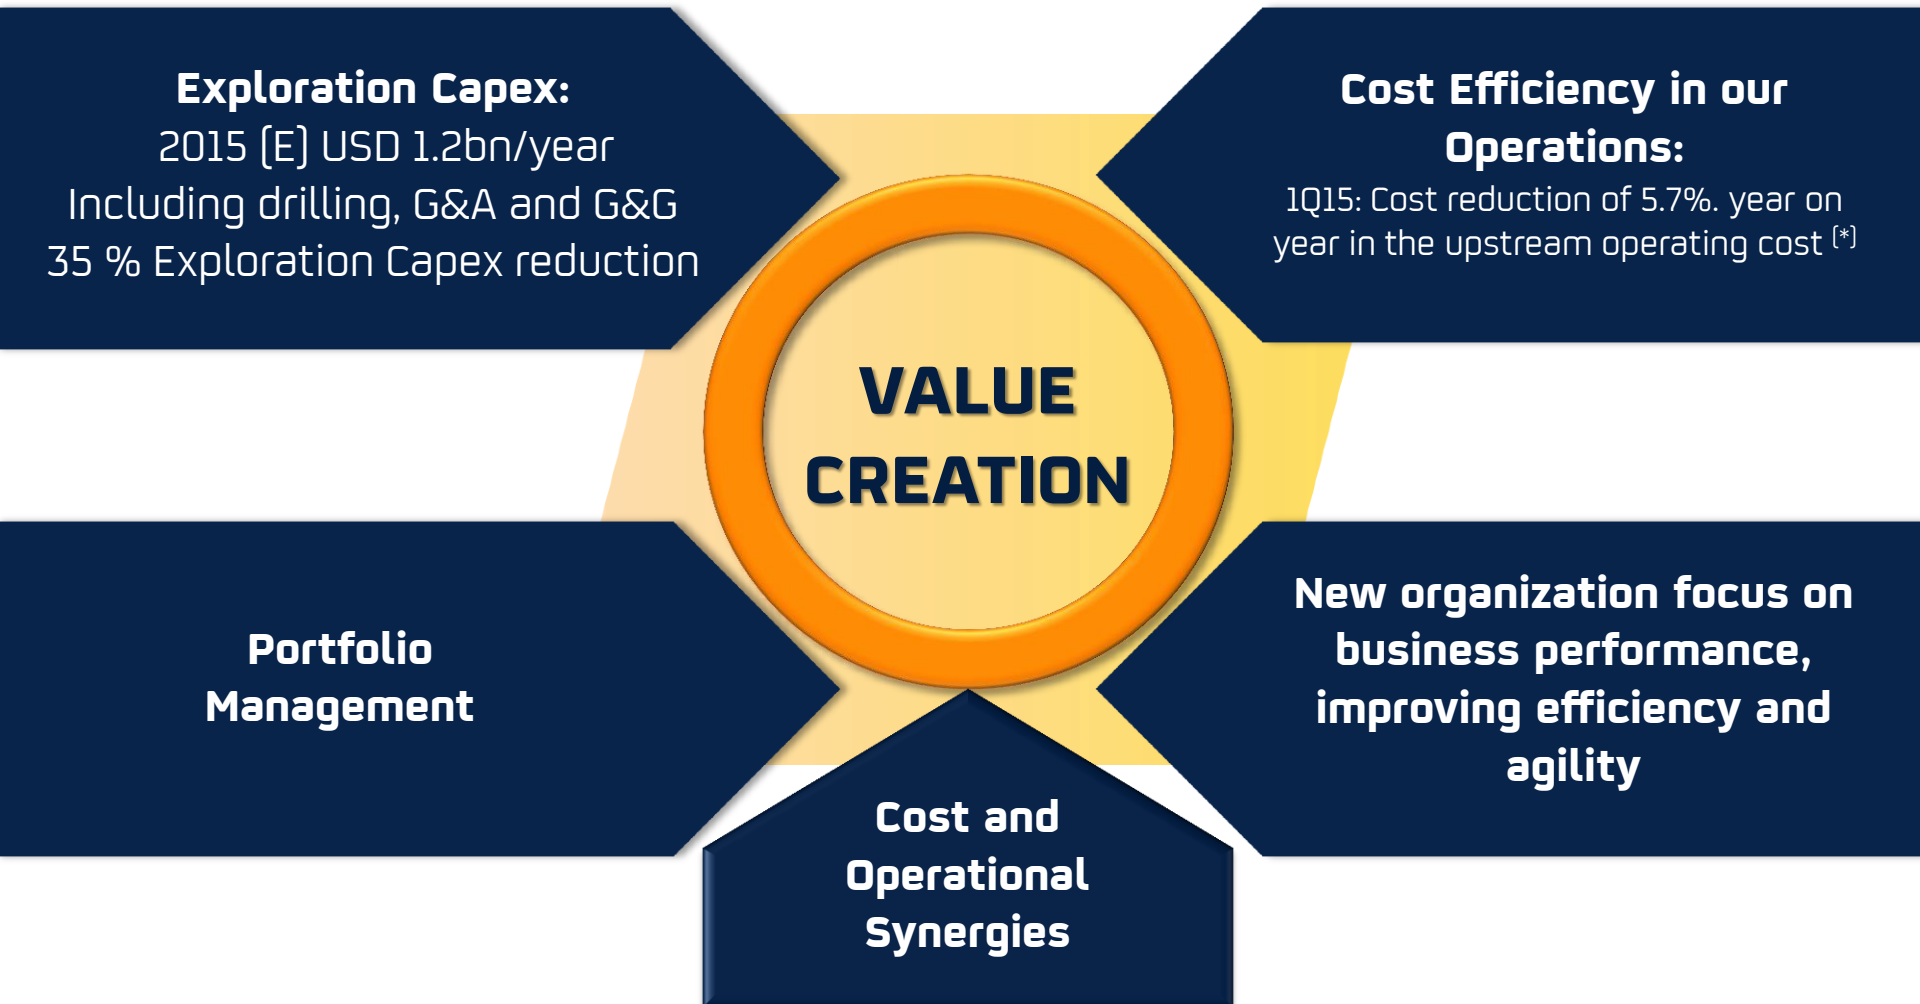 Exploration Capex:
2015 (E) USD 1.2bn/year
Including drilling, G&A and G&G
35 % Exploration Capex reduction
Cost Efficiency in our
Operations:
1Q15: Cost reduction of 5.7%. year on
year in the upstream operating cost (*)
VALUE
CREATION
Portfolio
Management
New organization focus on
business performance,
improving efficiency and
agility
Cost and
Operational
Synergies